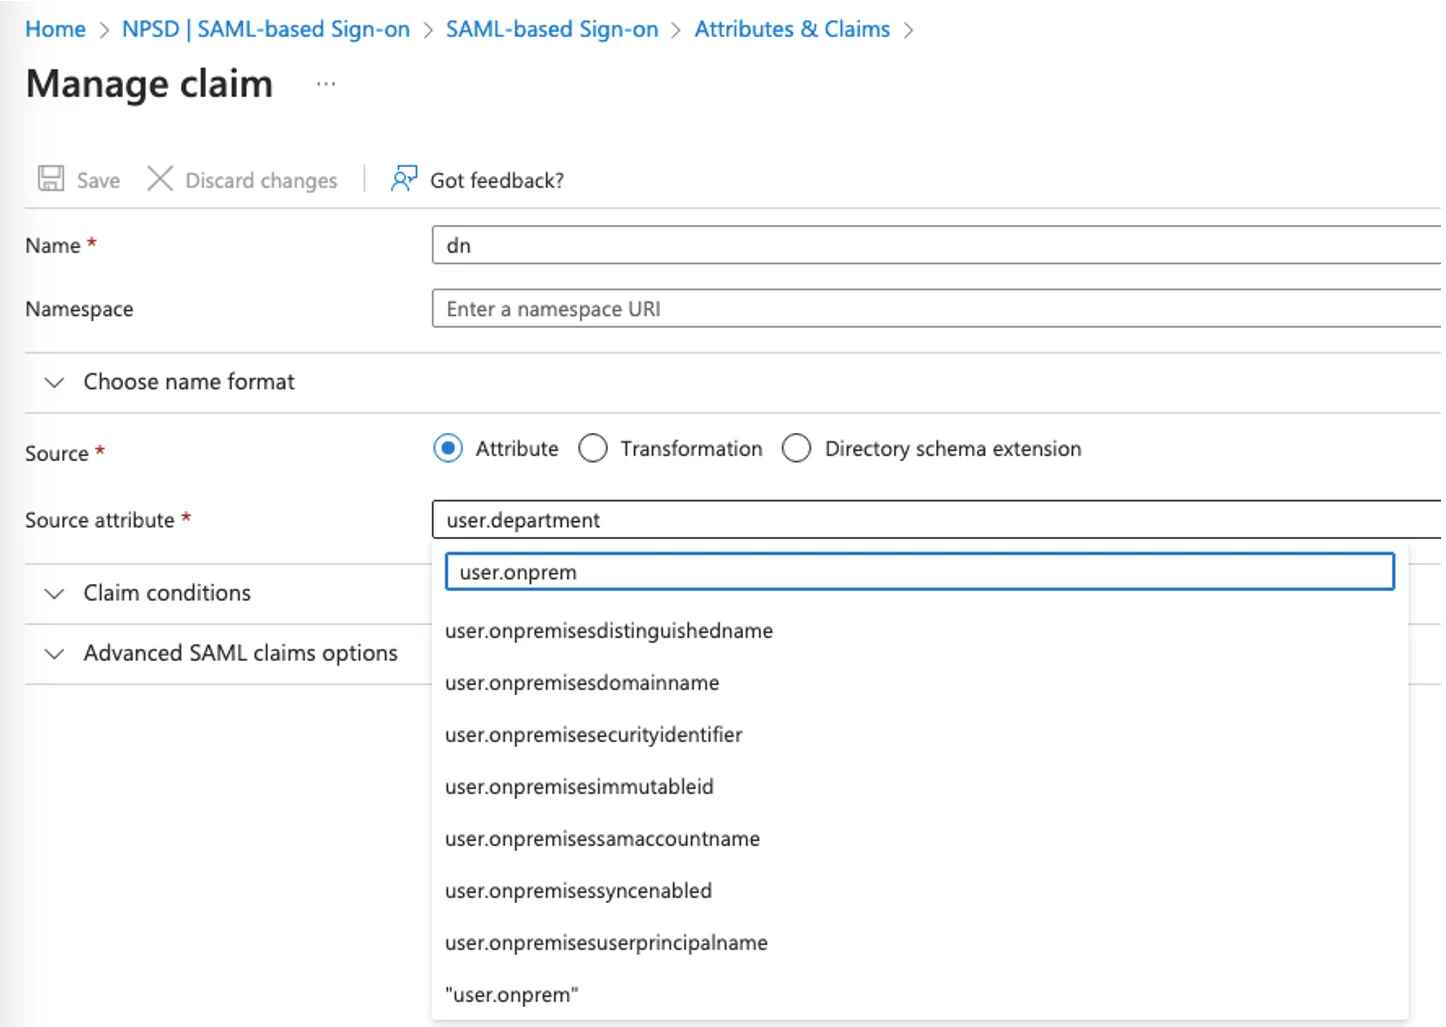 Home > NPSD | SAML-based Sign-on > SAML-based Sign-on > Attributes & Claims >
Manage claim ...
Save Discard changes | Got feedback?
Name * dn
Namespace Enter a namespace URI
Choose name format
Source * Attribute Transformation Directory schema extension
Source attribute * user.department
user.onprem
Claim conditions
Advanced SAML claims options
user.onpremisesdistinguishedname
user.onpremisesdomainname
user.onpremisesecurityidentifier
user.onpremisesimmutableid
user.onpremisessamaccountname
user.onpremisessyncenabled
user.onpremisesuserprincipalname
"user.onprem"